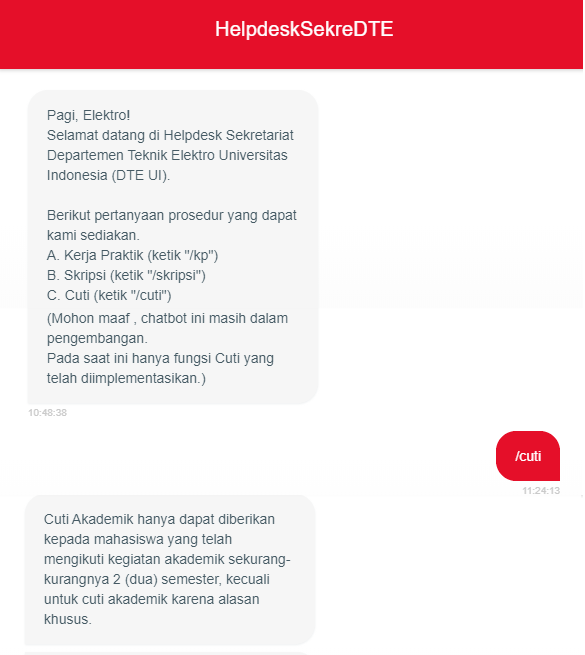 HelpdeskSekreDTE
Pagi, Elektro!
Selamat datang di Helpdesk Sekretariat
Departemen Teknik Elektro Universitas
Indonesia (DTE UI).
Berikut pertanyaan prosedur yang dapat
kami sediakan.
A. Kerja Praktik (ketik "/kp")
B. Skripsi (ketik "/skripsi")
C. Cuti (ketik "/cuti")
(Mohon maaf , chatbot ini masih dalam
pengembangan.
Pada saat ini hanya fungsi Cuti yang
telah diimplementasikan.)
10:48:38
/cuti
11:24:13
Cuti Akademik hanya dapat diberikan
kepada mahasiswa yang telah
mengikuti kegiatan akademik sekurang-
kurangnya 2 (dua) semester, kecuali
untuk cuti akademik karena alasan
khusus.